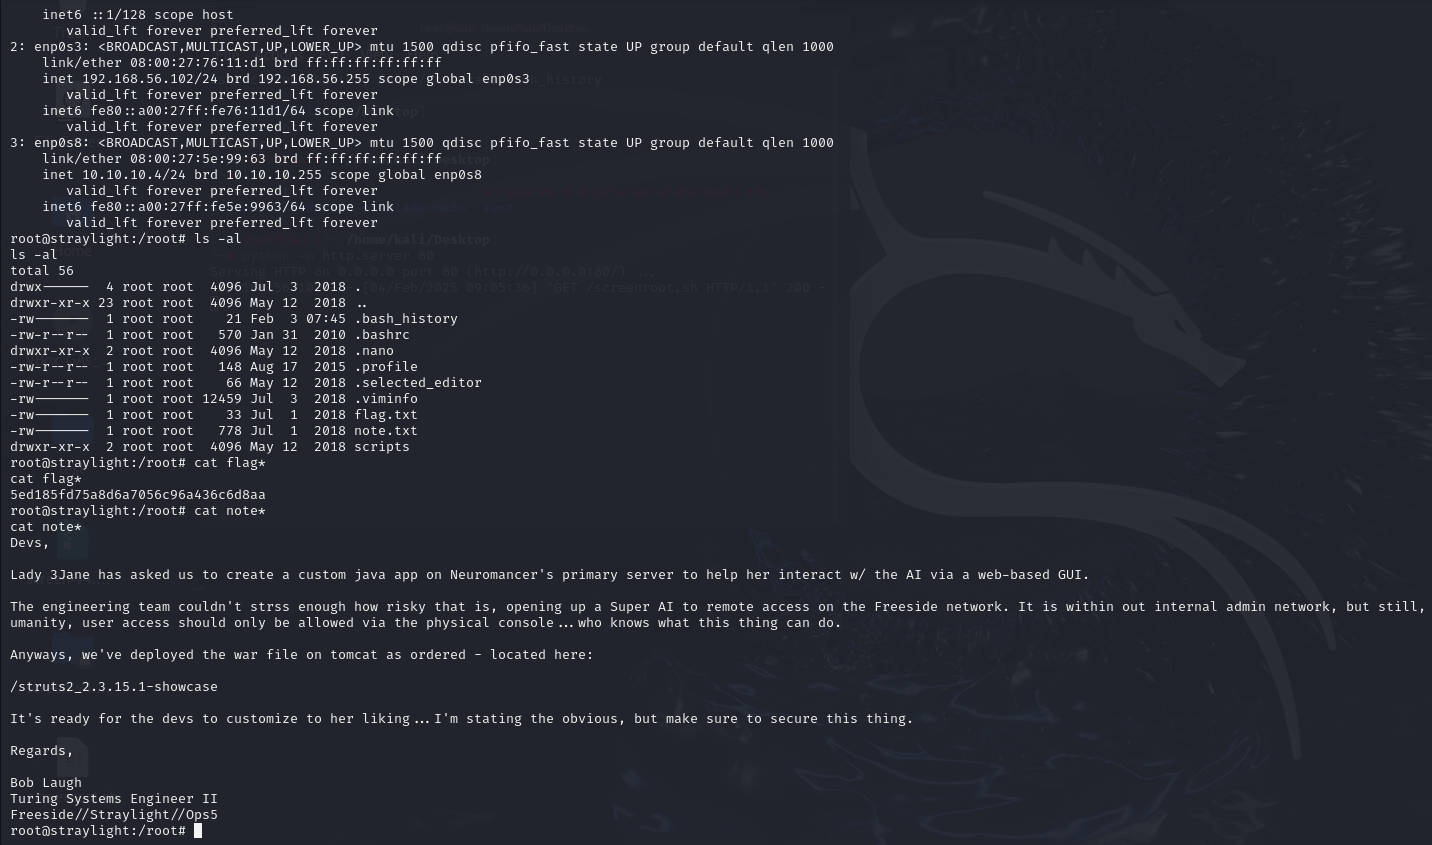 inet6 ::1/128 scope host
valid_lft forever preferred_lft forever
2: enp0s3: <BROADCAST,MULTICAST,UP,LOWER_UP> mtu 1500 qdisc pfifo_fast state UP group default qlen 1000
link/ether 08:00:27:76:11:d1 brd ff:ff:ff:ff:ff:ff
inet 192.168.56.102/24 brd 192.168.56.255 scope global enp0s3
valid_lft forever preferred_lft forever
inet6 fe80::a00:27ff:fe76:11d1/64 scope link
valid_lft forever preferred_lft forever
3: enp0s8: <BROADCAST,MULTICAST,UP,LOWER_UP> mtu 1500 qdisc pfifo_fast state UP group default qlen 1000
link/ether 08:00:27:5e:99:63 brd ff:ff:ff:ff:ff:ff
inet 10.10.10.4/24 brd 10.10.10.255 scope global enp0s8
valid_lft forever preferred_lft forever
inet6 fe80::a00:27ff:fe5e:9963/64 scope link
valid_lft forever preferred_lft forever
root@straylight:/root# ls -al
ls -al
total 56
drwx------  4 root root  4096 Jul  3  2018 .
drwxr-xr-x 23 root root  4096 May 12  2018 ..
-rw-------  1 root root    21 Feb  3 07:45 .bash_history
-rw-r--r--  1 root root   570 Jan 31  2010 .bashrc
drwxr-xr-x  2 root root  4096 May 12  2018 .nano
-rw-r--r--  1 root root   148 Aug 17  2015 .profile
-rw-r--r--  1 root root    66 May 12  2018 .selected_editor
-rw-------  1 root root 12459 Jul  3  2018 .viminfo
-rw-------  1 root root    33 Jul  1  2018 flag.txt
-rw-------  1 root root   778 Jul  1  2018 note.txt
drwxr-xr-x  2 root root  4096 May 12  2018 scripts
root@straylight:/root# cat flag*
cat flag*
5ed185fd75a8d6a7056c96a436c6d8aa
root@straylight:/root# cat note*
cat note*
Devs,
Lady 3Jane has asked us to create a custom java app on Neuromancer's primary server to help her interact w/ the AI via a web-based GUI.
The engineering team couldn't strss enough how risky that is, opening up a Super AI to remote access on the Freeside network. It is within out internal admin network, but still,
umanity, user access should only be allowed via the physical console...who knows what this thing can do.
Anyways, we've deployed the war file on tomcat as ordered - located here:
/struts2_2.3.15.1-showcase
It's ready for the devs to customize to her liking...I'm stating the obvious, but make sure to secure this thing.
Regards,
Bob Laugh
Turing Systems Engineer II
Freeside//Straylight//Ops5
root@straylight:/root#